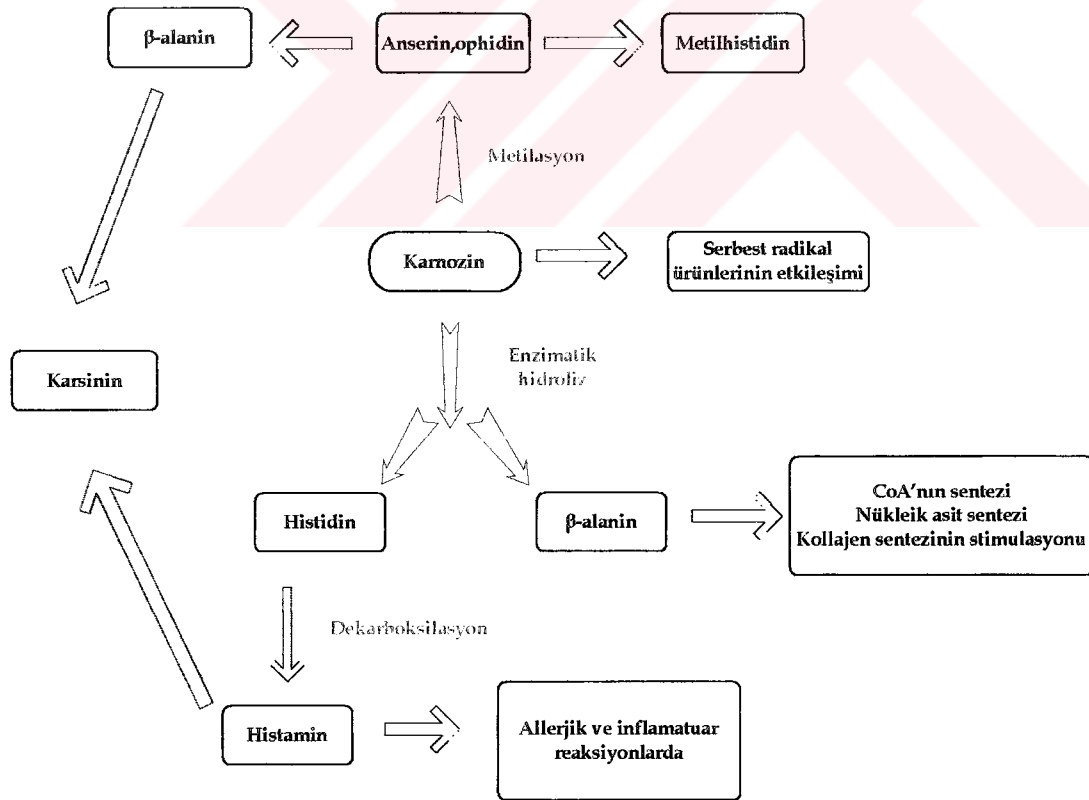 β-alanin
Anserin,ophidin
Metilhistidin
Metilasyon
Karnozin
Serbest radikal
ürünlerinin etkileşimi
Enzimatik
hidroliz
Karsinin
Histidin
β-alanin
CoA'nın sentezi
Nükleik asit sentezi
Kollajen sentezinin stimulasyonu
Dekarboksilasyon
Histamin
Allerjik ve inflamatuar
reaksiyonlarda